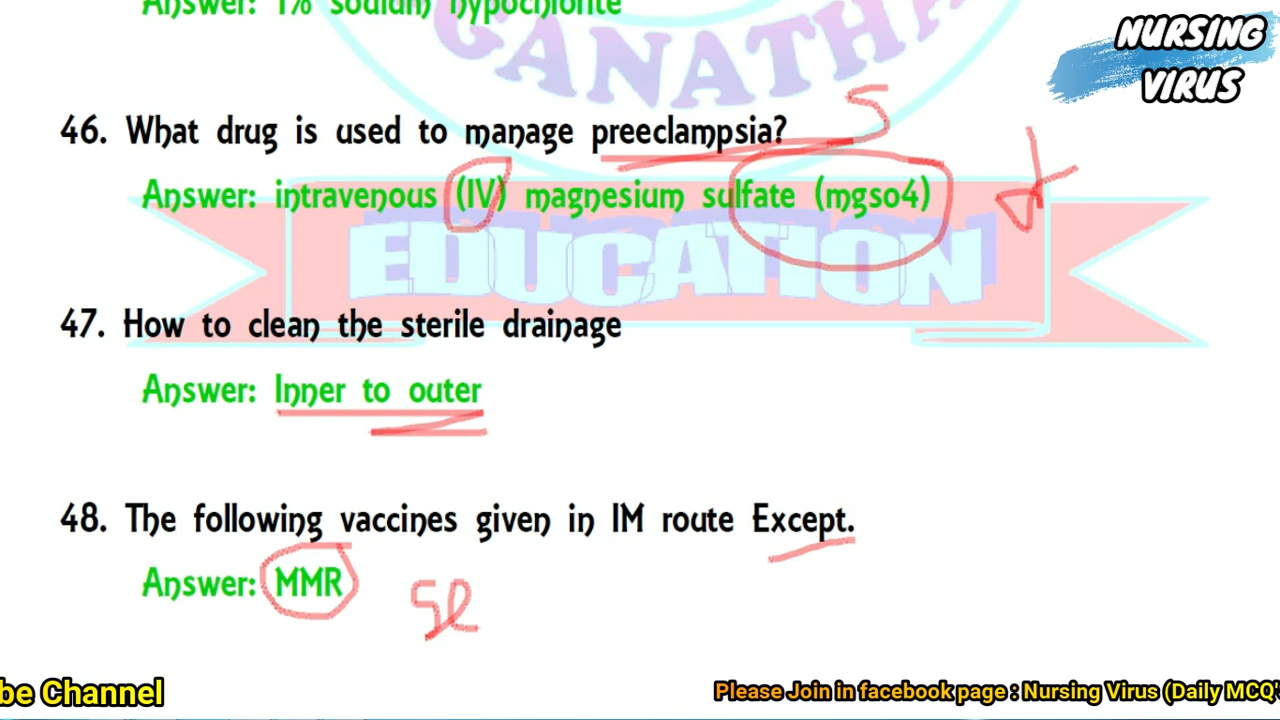 Answer: 1% sodium hypochlorite
GANATHA
NURSING
VIRUS
46. What drug is used to manage preeclampsia?
Answer: intravenous (IV) magnesium sulfate (mgso4)
EDUCATION
47. How to clean the sterile drainage
Answer: Inner to outer
48. The following vaccines given in IM route Except.
Answer: MMR
be Channel
Please Join in facebook page : Nursing Virus (Daily MCQ'